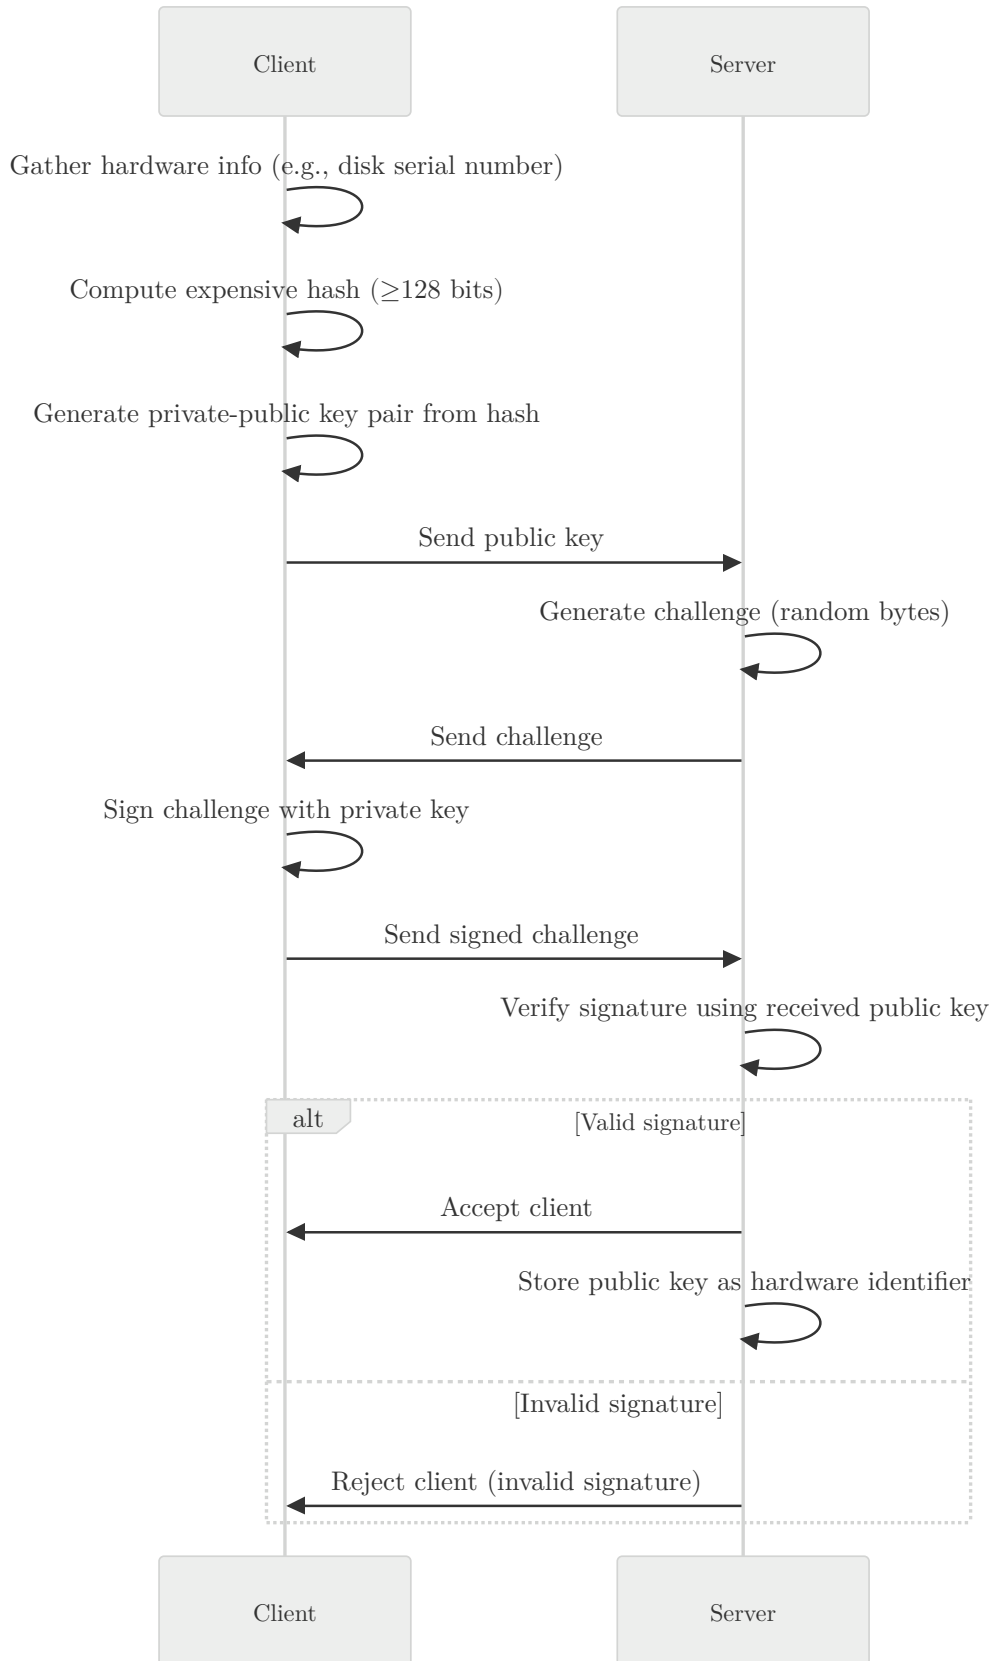 Client
Server
Gather hardware info (e.g., disk serial number)
Compute expensive hash (≥128 bits)
Generate private-public key pair from hash
Send public key
Generate challenge (random bytes)
Send challenge
Sign challenge with private key
Send signed challenge
Verify signature using received public key
alt
[Valid signature]
Accept client
Store public key as hardware identifier
[Invalid signature]
Reject client (invalid signature)
Client
Server